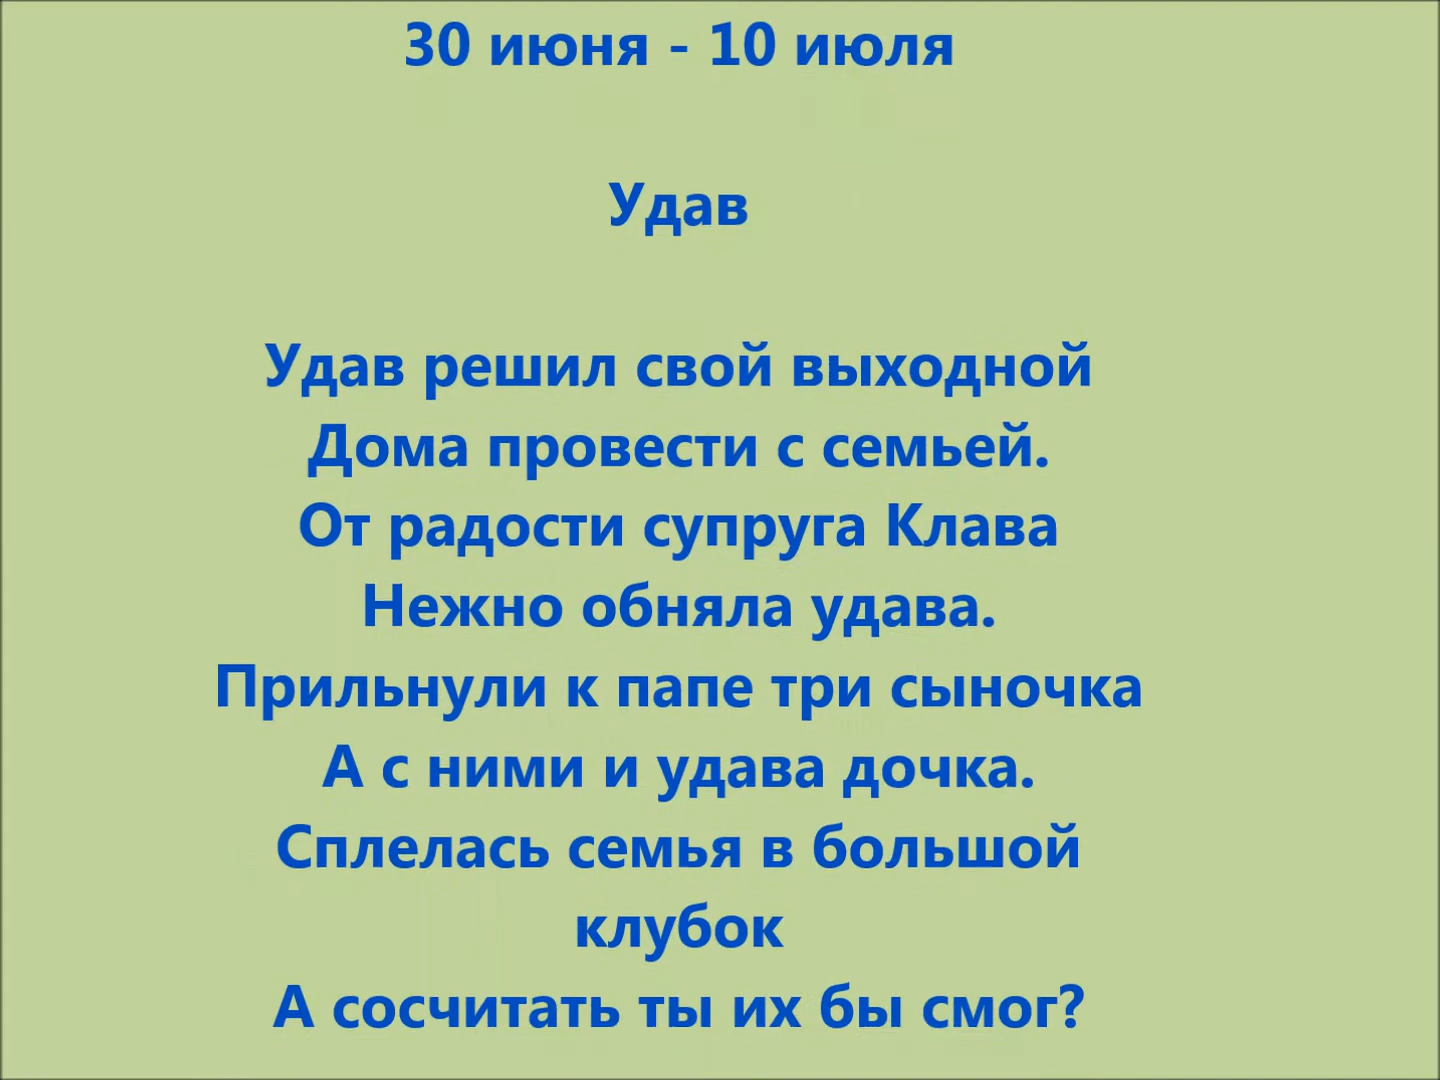 30 июня - 10 июля
Удав
Удав решил свой выходной
Дома провести с семьей.
От радости супруга Клава
Нежно обняла удава.
Прильнули к папе три сыночка
А с ними и удава дочка.
Сплелась семья в большой
клубок
А сосчитать ты их бы смог?